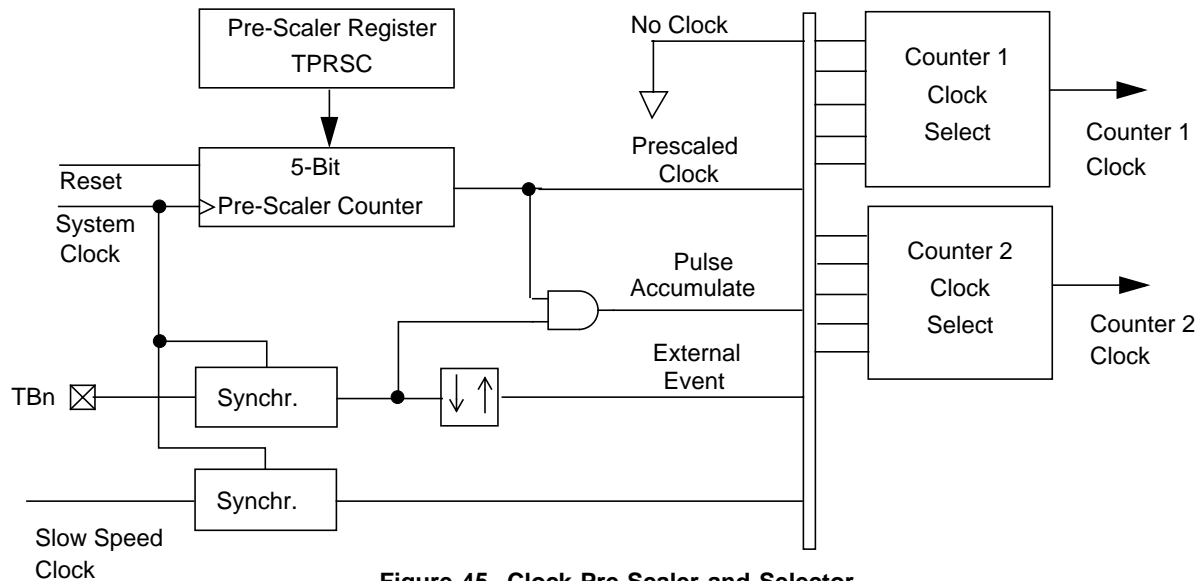 Pre-Scaler Register
TPRSC
No Clock
Counter 1
Clock
Select
Counter 1
Clock
5-Bit
Pre-Scaler Counter
Reset
System
Clock
Prescaled
Clock
Counter 2
Clock
Select
Counter 2
Clock
Pulse
Accumulate
External
Event
TBn
Synchr.
Synchr.
Slow Speed
Clock
Figure 45. Clock Pre-Scaler and Selector